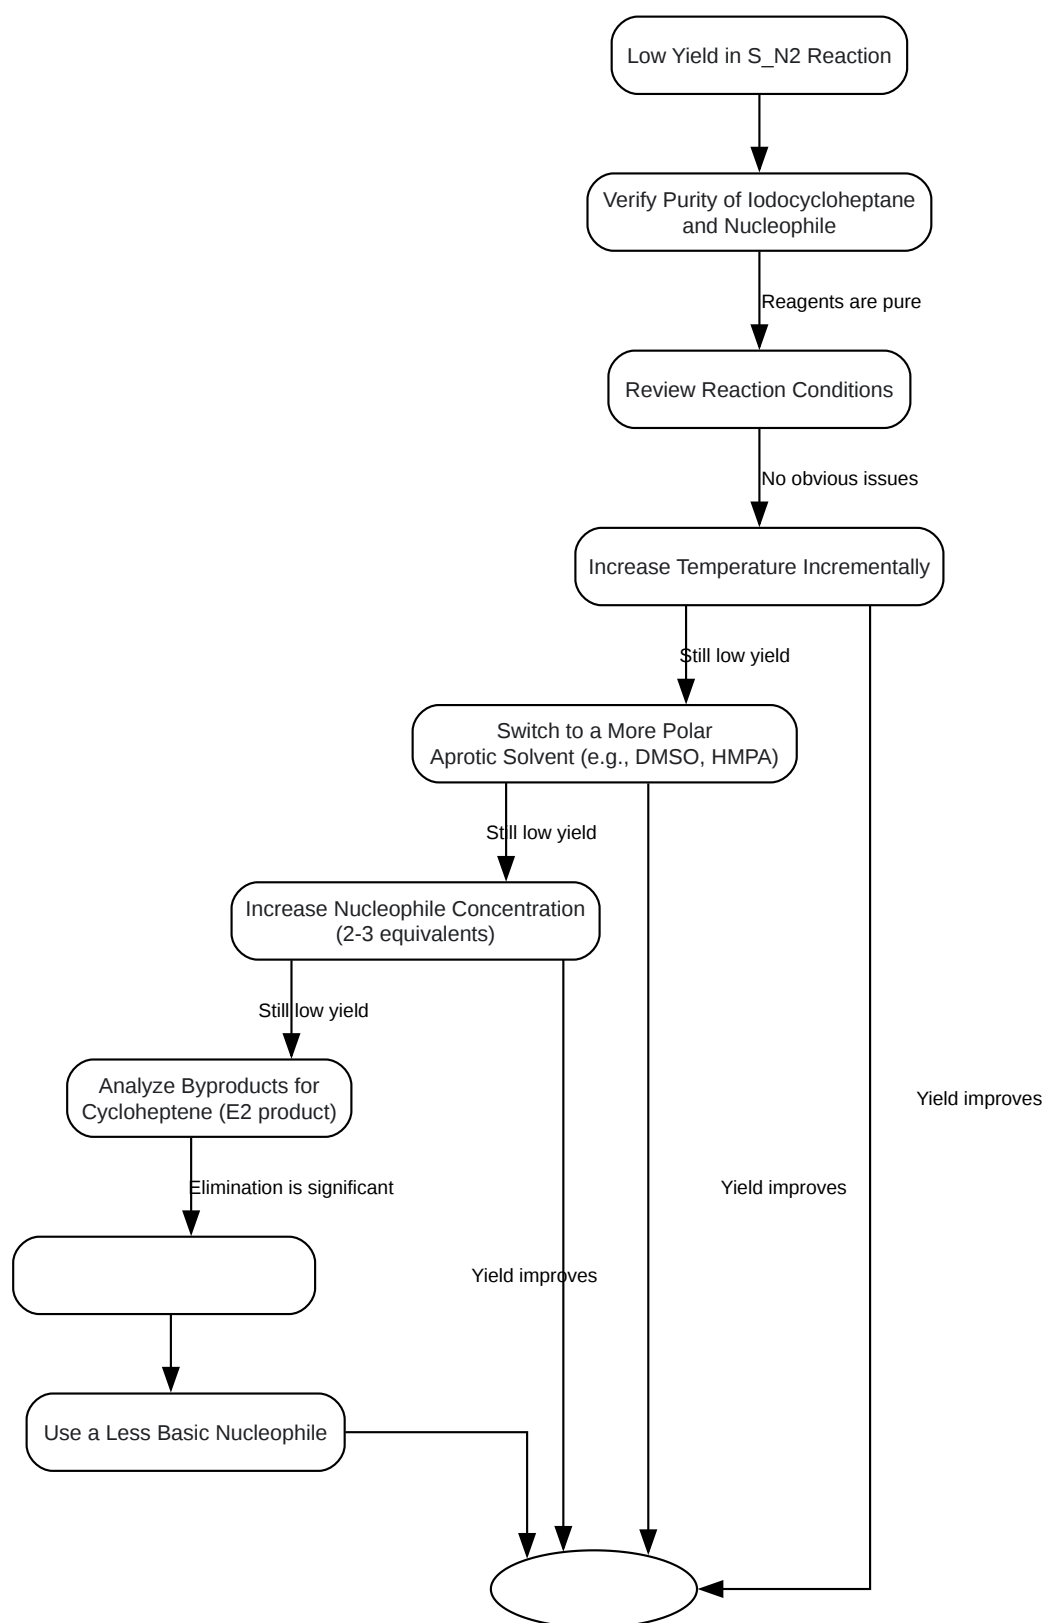 Low Yield in S_N2 Reaction
Verify Purity of Iodocycloheptane
and Nucleophile
Reagents are pure
Review Reaction Conditions
No obvious issues
Increase Temperature Incrementally
Still low yield
Switch to a More Polar
Aprotic Solvent (e.g., DMSO, HMPA)
Still low yield
Increase Nucleophile Concentration
(2-3 equivalents)
Still low yield
Analyze Byproducts for
Cycloheptene (E2 product)
Yield improves
Elimination is significant
Yield improves
Yield improves
Use a Less Basic Nucleophile